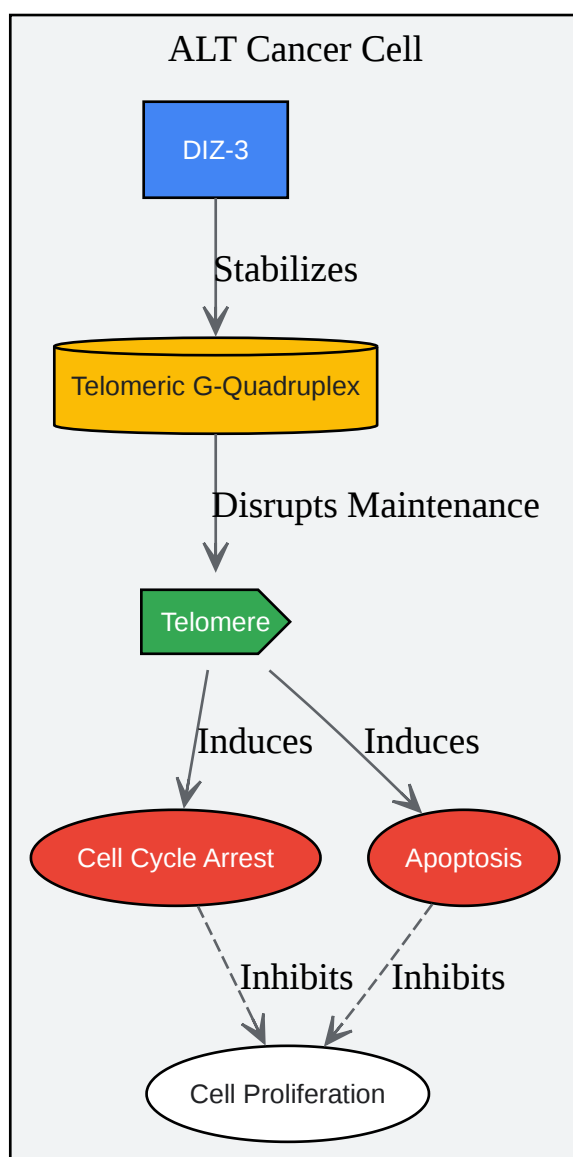 ALT Cancer Cell
DIZ-3
Stabilizes
Telomeric G-Quadruplex
Disrupts Maintenance
Telomere
Induces
Induces
Cell Cycle Arrest
Apoptosis
Inhibits
Inhibits
Cell Proliferation